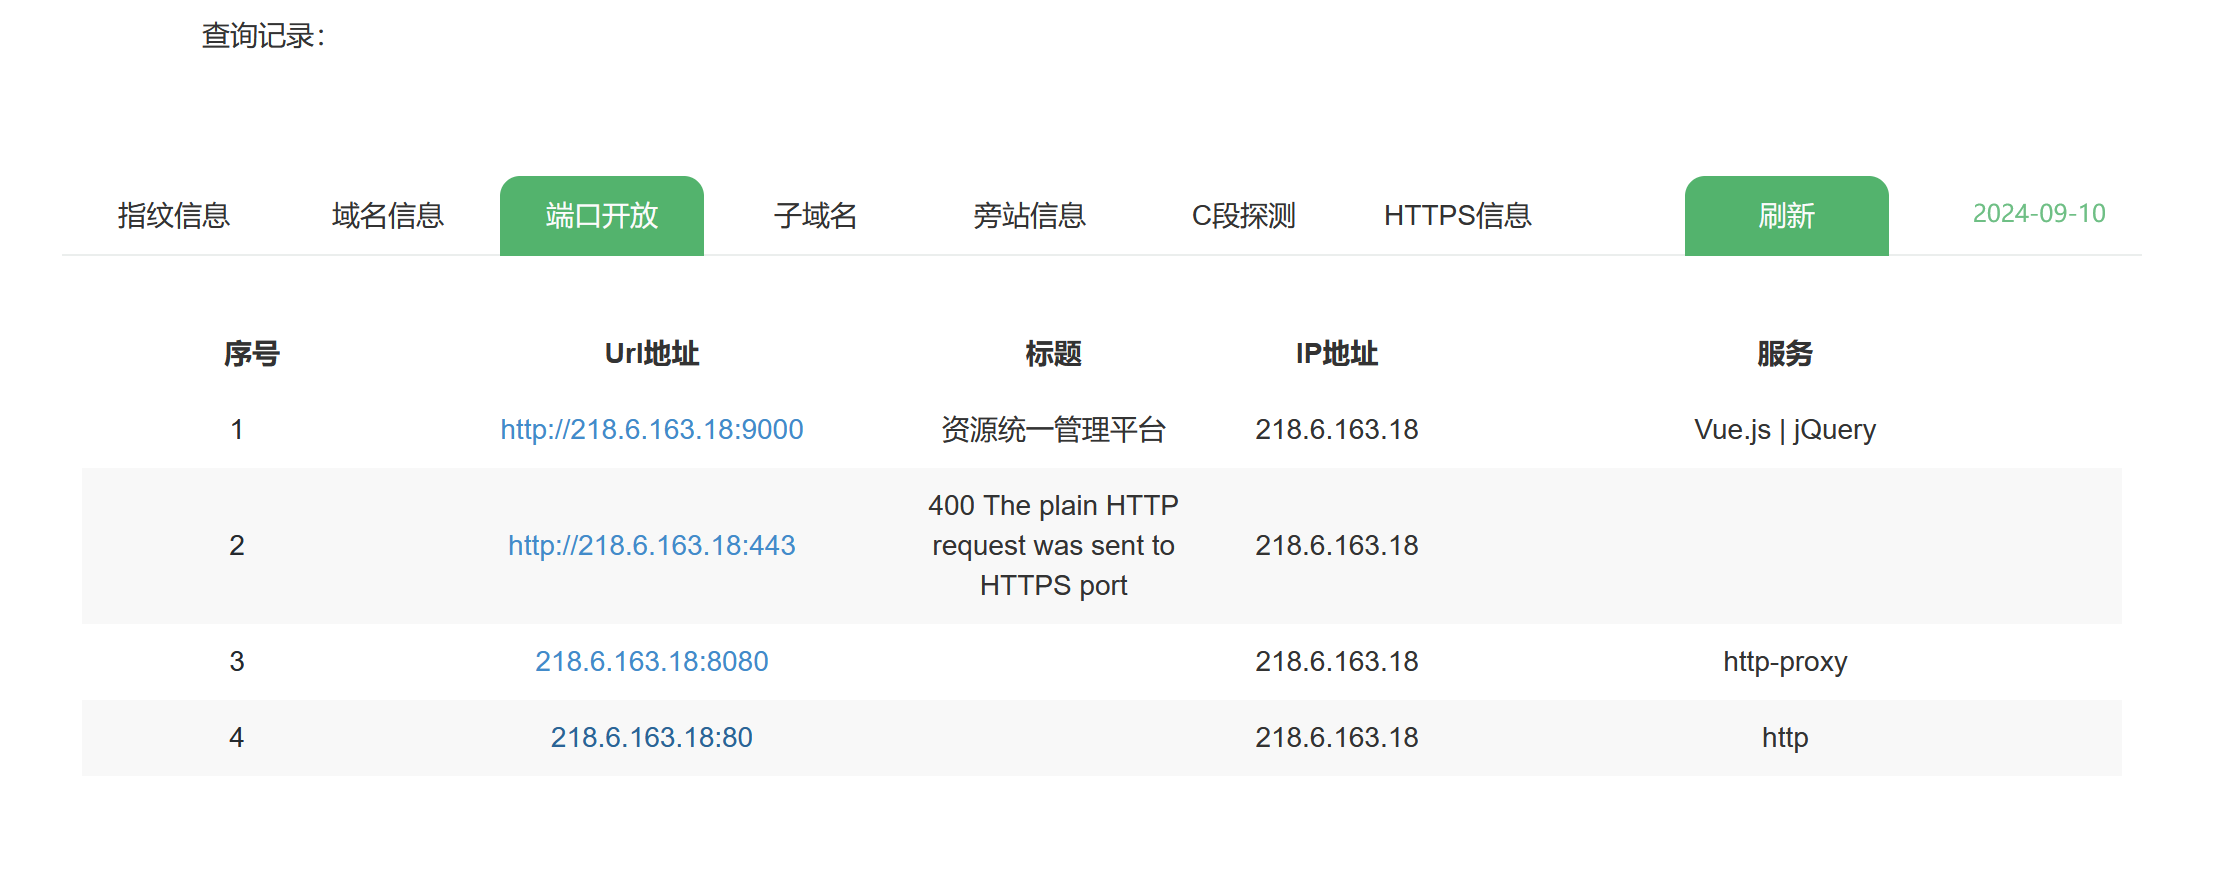 查询记录：
指纹信息 域名信息 端口开放 子域名 旁站信息 C段探测 HTTPS信息 刷新 2024-09-10
序号 Url地址 标题 IP地址 服务
1 http://218.6.163.18:9000 资源统一管理平台 218.6.163.18 Vue.js | jQuery
400 The plain HTTP
2 http://218.6.163.18:443 request was sent to 218.6.163.18
HTTPS port
3 218.6.163.18:8080 218.6.163.18 http-proxy
4 218.6.163.18:80 218.6.163.18 http